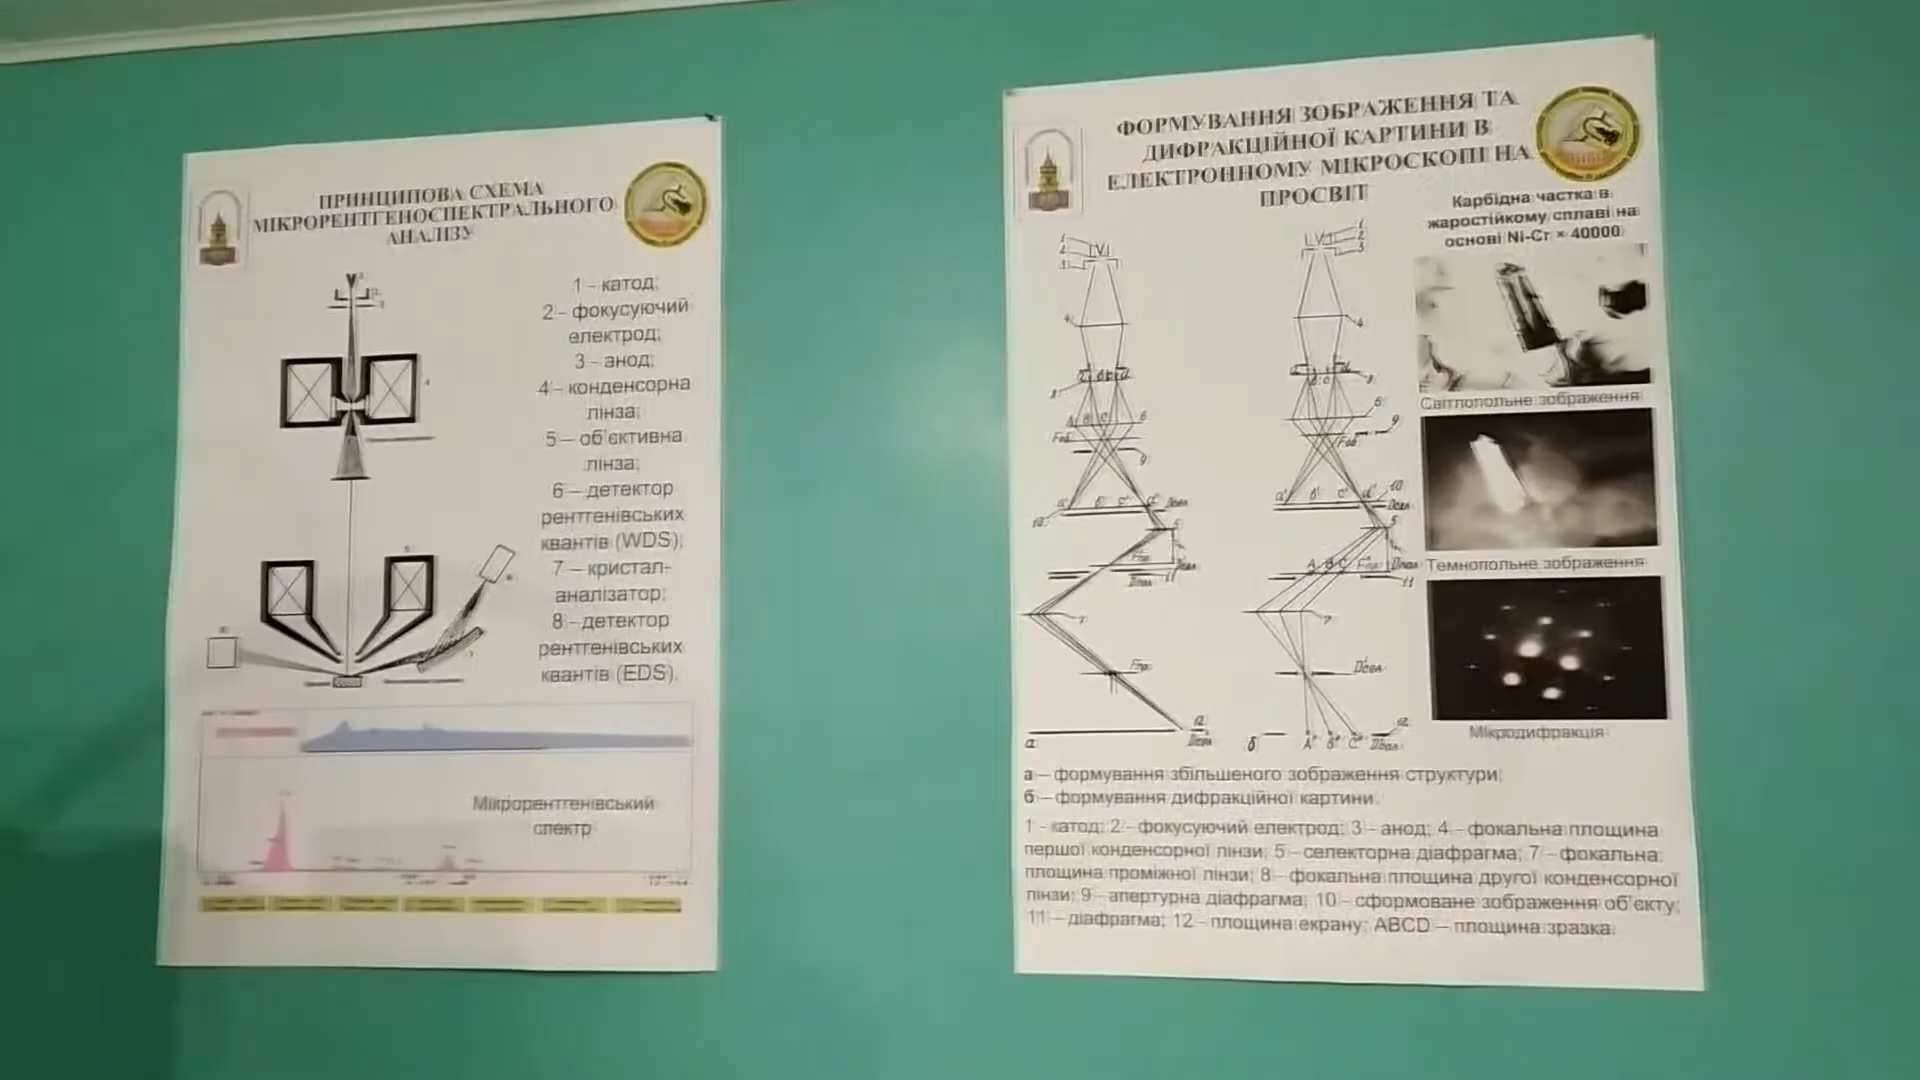 ПРИНЦИПОВА СХЕМА
МІКРОРЕНТГЕНОСПЕКТРАЛЬНОГО
АНАЛІЗУ
1 – катод;
2 – фокусуючий
електрод;
3 – анод;
4 – конденсорна
лінза;
5 – об'єктивна
лінза;
6 – детектор
рентгенівських
квантів (WDS);
7 – кристал-
аналізатор;
8 – детектор
рентгенівських
квантів (EDS).
Мікрорентгенівський
спектр
ФОРМУВАННЯ ЗОБРАЖЕННЯ ТА
ДИФРАКЦІЙНОЇ КАРТИНИ В
ЕЛЕКТРОННОМУ МІКРОСКОПІ НА
ПРОСВІТ
Карбідна частка в
жаростійкому сплаві на
основі Ni-Cr × 40000
Світлопольне зображення
Темнопольне зображення
Мікродифракція
а – формування збільшеного зображення структури;
б – формування дифракційної картини.
1 - катод; 2 – фокусуючий електрод; 3 – анод; 4 – фокальна площина
першої конденсорної лінзи; 5 – селекторна діафрагма; 7 – фокальна
площина проміжної лінзи; 8 – фокальна площина другої конденсорної
лінзи; 9 – апертурна діафрагма; 10 – сформоване зображення об'єкту;
11 – діафрагма; 12 – площина екрану; ABCD – площина зразка.